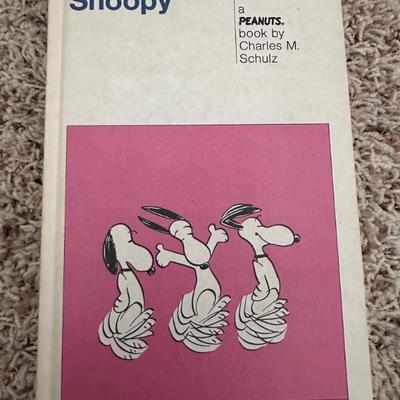 Snoopy
a
PEANUTS®
book by
Charles M.
Schulz